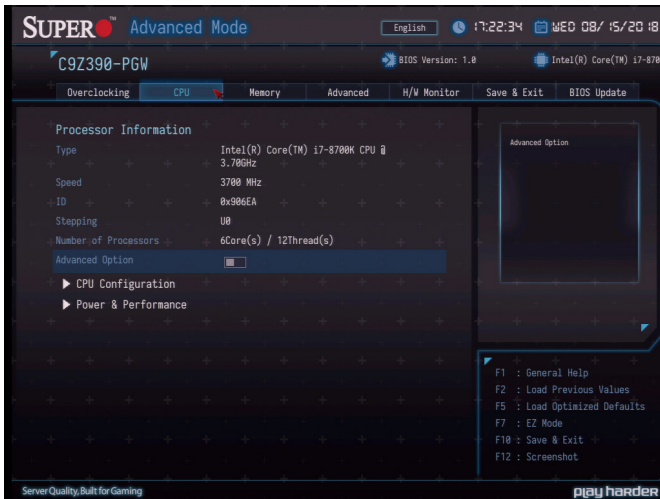 SUPER™ Advanced Mode
English
17:22:34
WED 08/15/2018
C9Z390-PGW
BIOS Version: 1.0
Intel(R) Core(TM) i7-870
Overclocking CPU Memory Advanced H/W Monitor Save & Exit BIOS Update
Processor Information
Type Intel(R) Core(TM) i7-8700K CPU @
3.70GHz
Speed 3700 MHz
ID 0x906EA
Stepping U0
Number of Processors 6Core(s) / 12Thread(s)
Advanced Option
▶ CPU Configuration
▶ Power & Performance
Advanced Option
F1 : General Help
F2 : Load Previous Values
F5 : Load Optimized Defaults
F7 : EZ Mode
F10 : Save & Exit
F12 : Screenshot
Server Quality, Built for Gaming
play harder